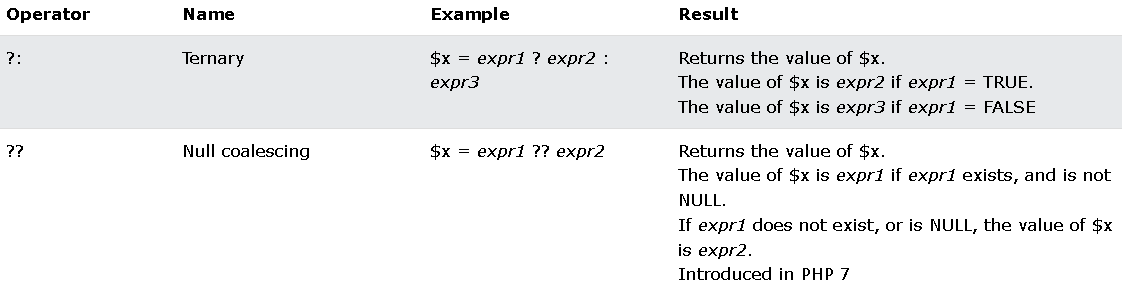 Operator Name Example Result
?: Ternary $x = expr1 ? expr2 : Returns the value of $x.
expr3 The value of $x is expr2 if expr1 = TRUE.
The value of $x is expr3 if expr1 = FALSE
?? Null coalescing $x = expr1 ?? expr2 Returns the value of $x.
The value of $x is expr1 if expr1 exists, and is not
NULL.
If expr1 does not exist, or is NULL, the value of $x
is expr2.
Introduced in PHP 7